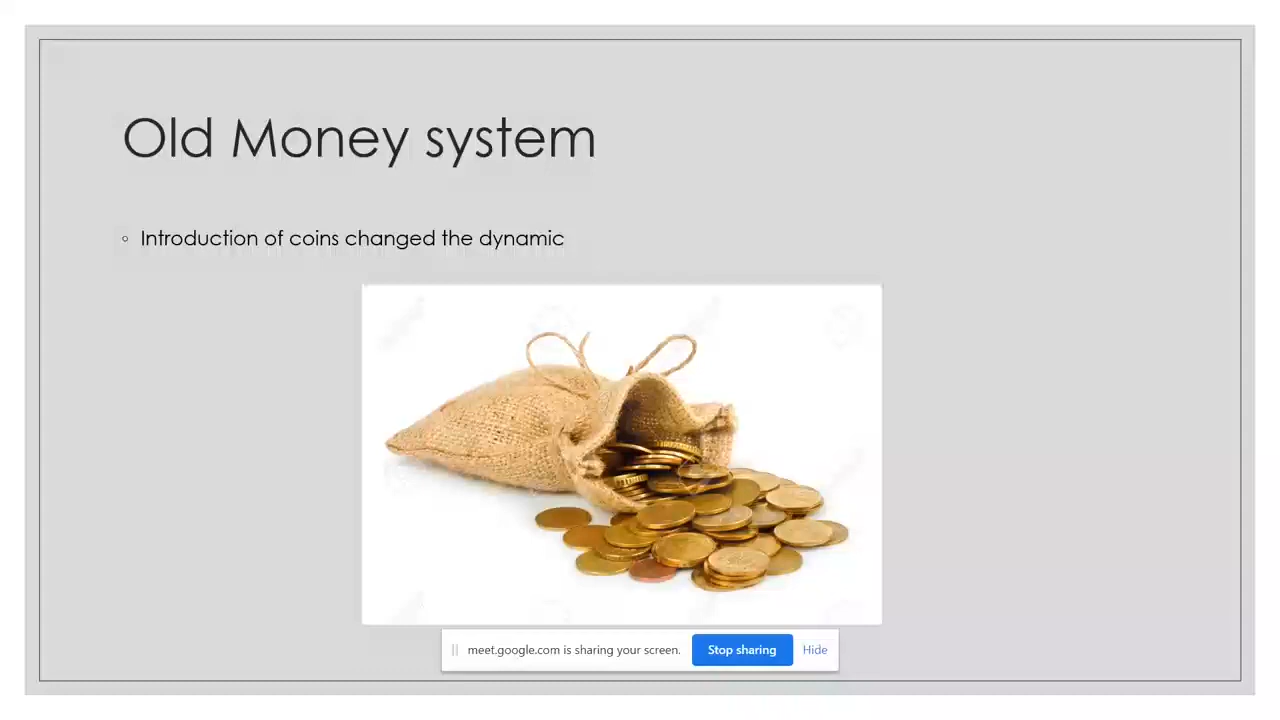 Old Money system
Introduction of coins changed the dynamic
meet.google.com is sharing your screen. Stop sharing Hide